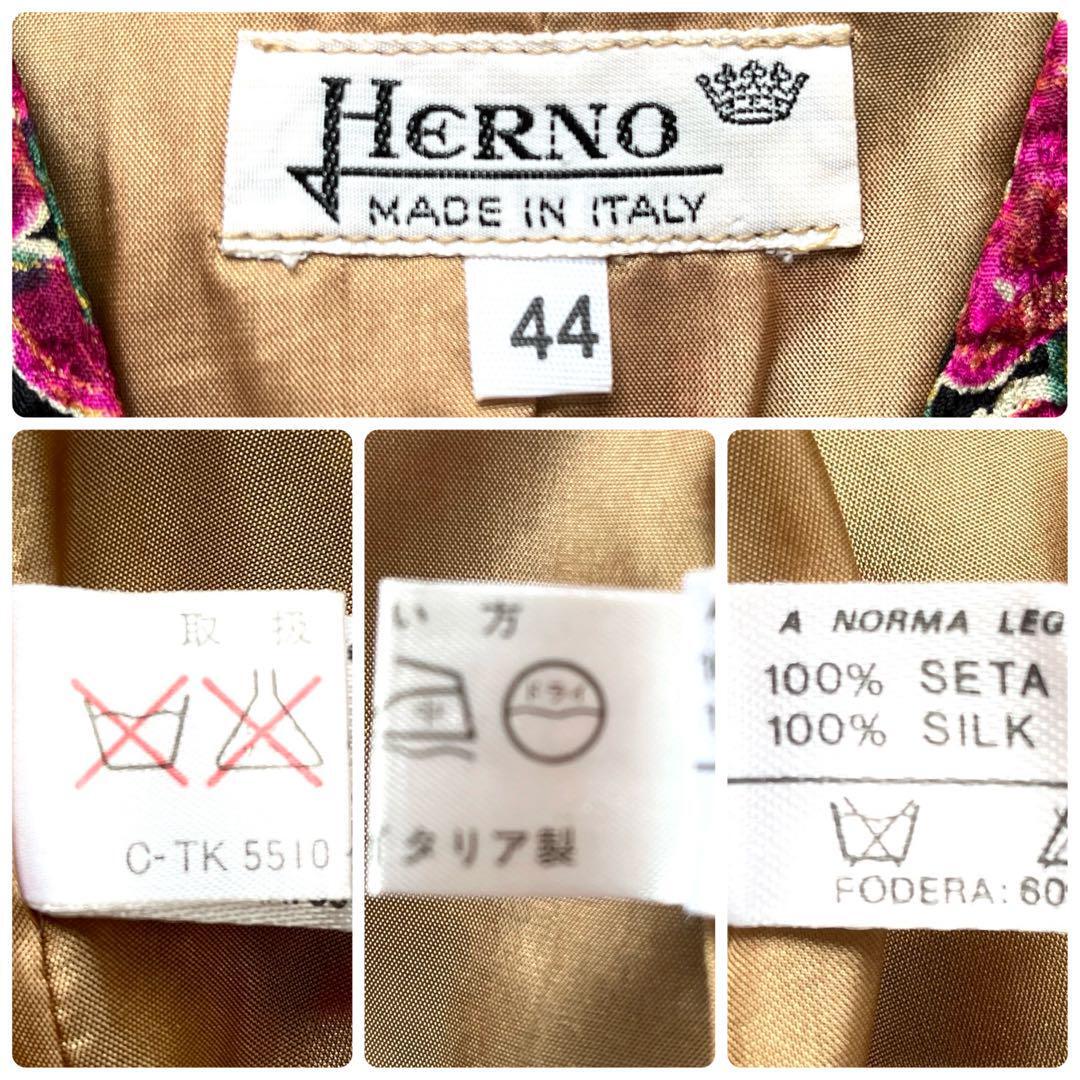 HERNO
MADE IN ITALY
44
取 扱
C-TK 5510
い 方
中
ドライ
タリア製
A NORMA LEG
100% SETA
100% SILK
FODERA: 60